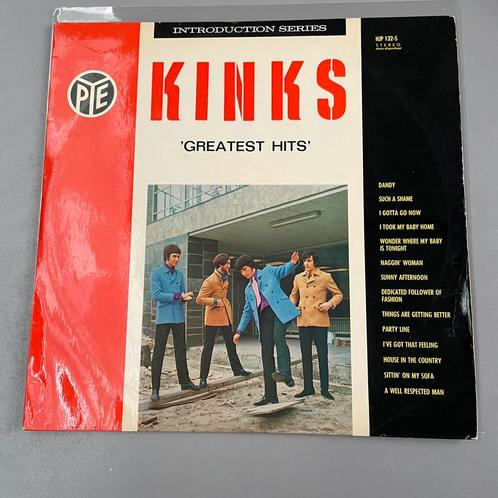 INTRODUCTION SERIES
HJP 132-S
STEREO
PYE
KINKS
'GREATEST HITS'
DANDY
SUCH A SHAME
I GOTTA GO NOW
I TOOK MY BABY HOME
WONDER WHERE MY BABY
IS TONIGHT
NAGGIN' WOMAN
SUNNY AFTERNOON
DEDICATED FOLLOWER OF
FASHION
THINGS ARE GETTING BETTER
PARTY LINE
I'VE GOT THAT FEELING
HOUSE IN THE COUNTRY
SITTIN' ON MY SOFA
A WELL RESPECTED MAN